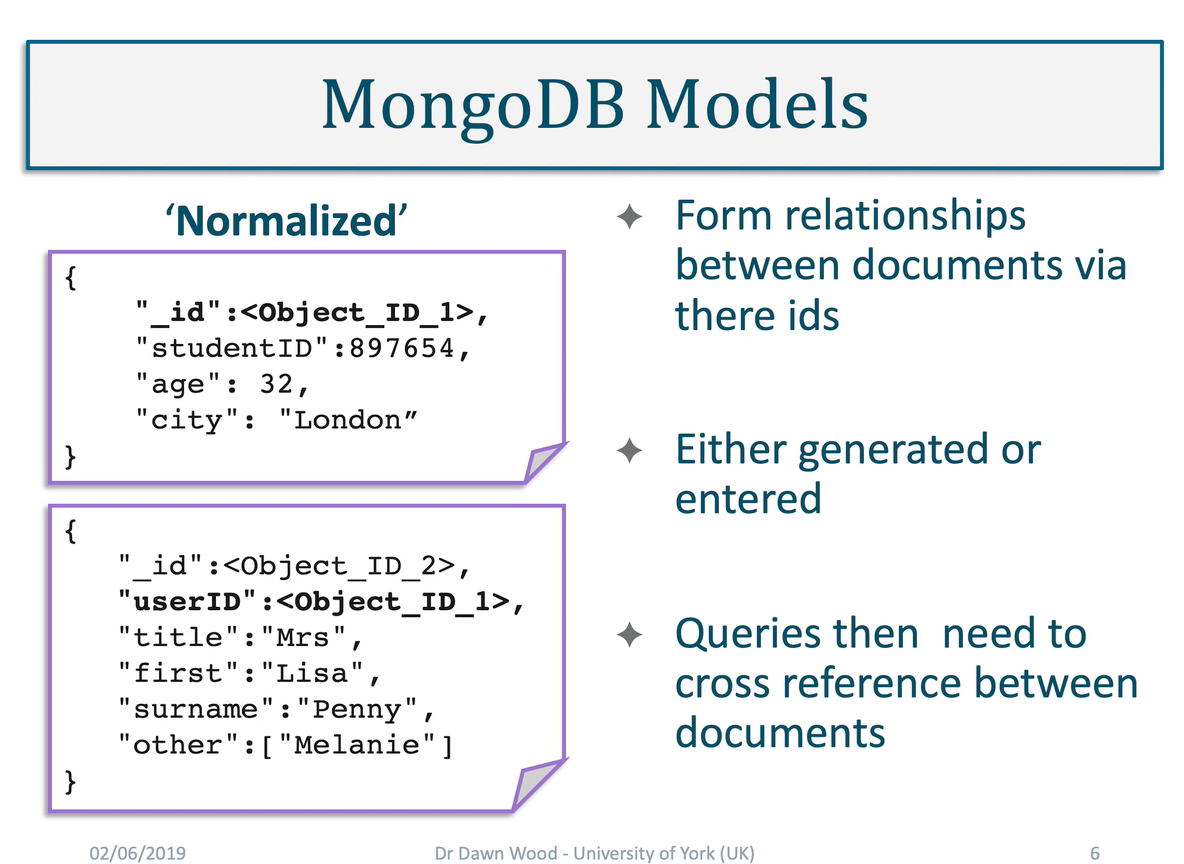 MongoDB Models
‘Normalized’
{
"_id":<Object_ID_1>,
"studentID":897654,
"age": 32,
"city": "London”
}
{
"_id":<Object_ID_2>,
"userID":<Object_ID_1>,
"title":"Mrs",
"first":"Lisa",
"surname":"Penny",
"other":["Melanie"]
}
Form relationships
between documents via
there ids
Either generated or
entered
Queries then  need to
cross reference between
documents
02/06/2019
Dr Dawn Wood - University of York (UK)
6